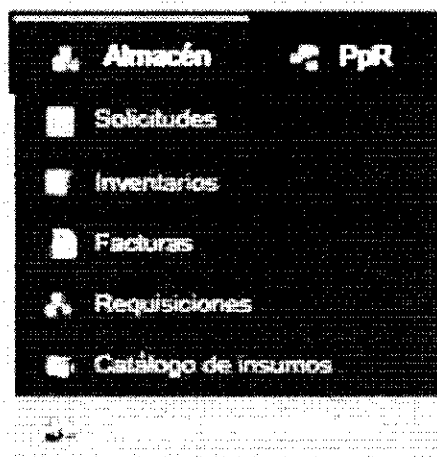 Almacén PpR
Solicitudes
Inventarios
Facturas
Requisiciones
Catálogo de insumos